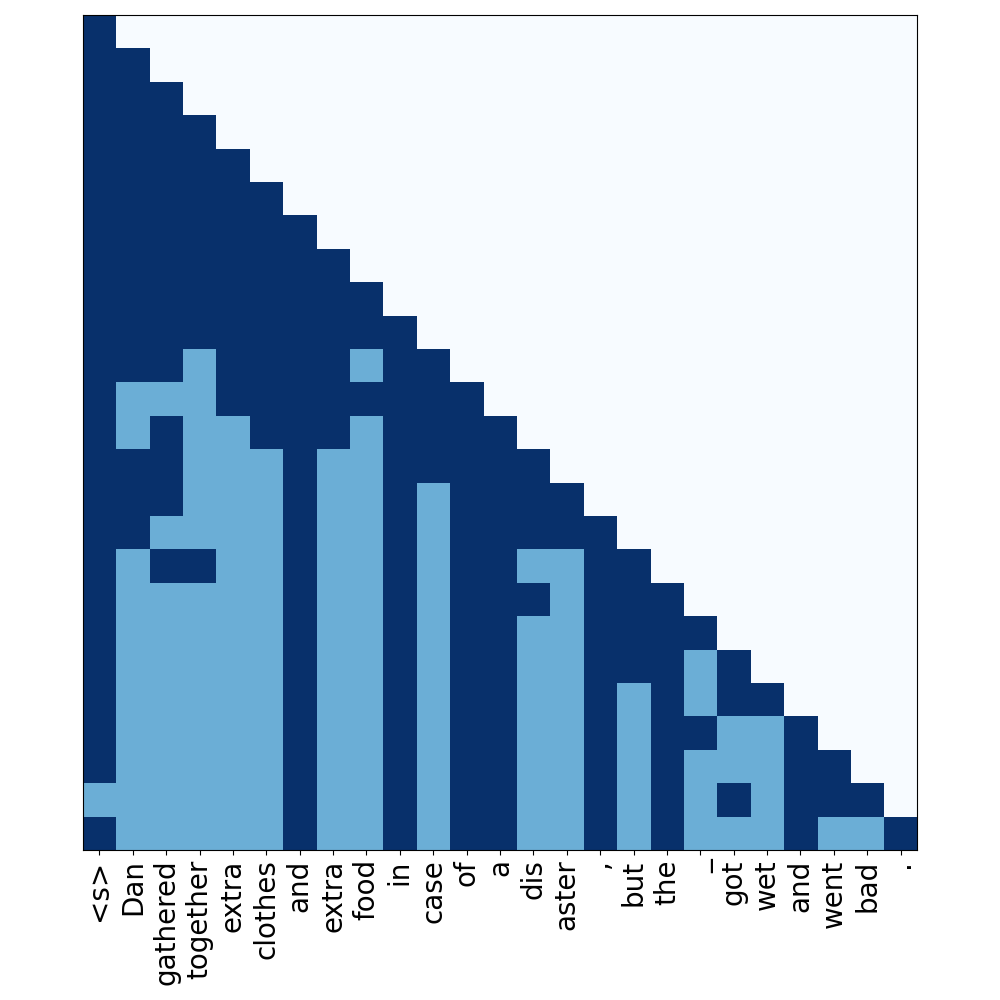 <s>
Dan
gathered
together
extra
clothes
and
extra
food
in
case
of
a
dis
aster
,
but
the
_
got
wet
and
went
bad
.